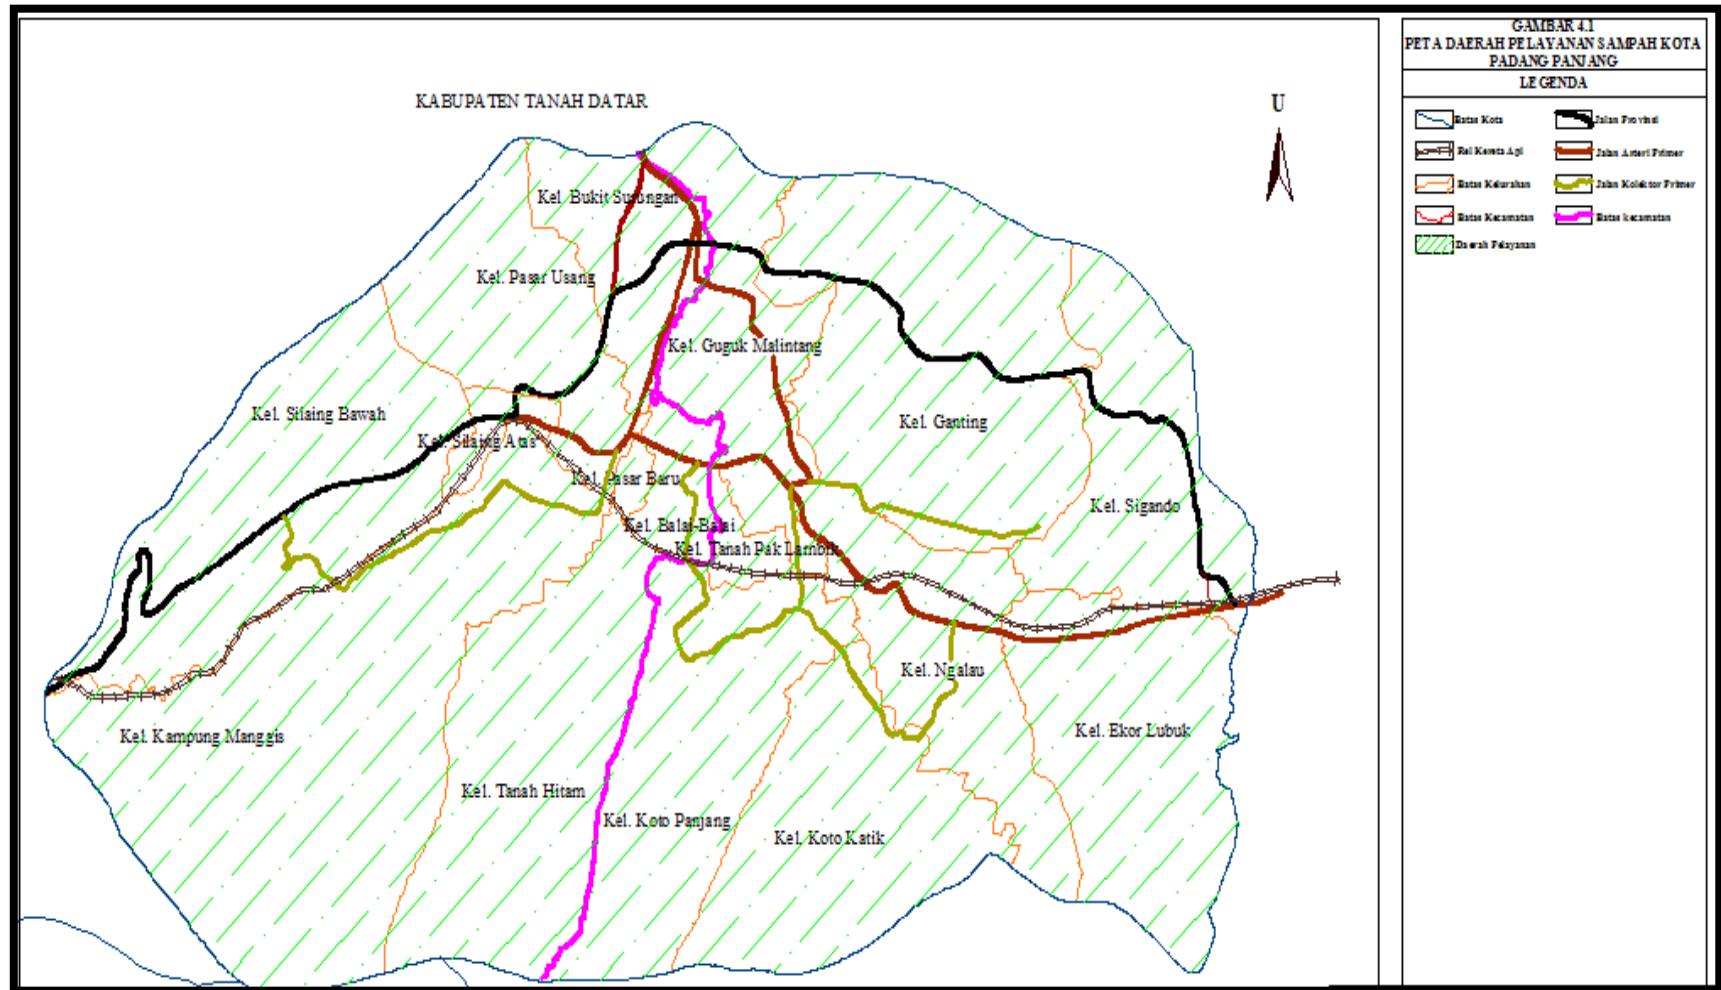 GAMBAR 4.1
PETA DAERAH PELAYANAN SAMPAH KOTA
PADANG PANJANG
LEGENDA
Batas Kota
Jalan Provinsi
Rel Kereta Api
Jalan Arteri Primer
Batas Kelurahan
Jalan Kolektor Primer
Batas Kecamatan
Batas kecamatan
Daerah Pelayanan
KABUPATEN TANAH DATAR
U
Kel. Bukit Surungan
Kel. Pasar Usang
Kel. Guguk Malintang
Kel. Silaing Bawah
Kel. Ganting
Kel. Silaing Atas
Kel. Pasar Baru
Kel. Sigando
Kel. Balai-Balai
Kel. Tanah Pak Lambik
Kel. Ngalau
Kel. Ekor Lubuk
Kel. Kampung Manggis
Kel. Tanah Hitam
Kel. Koto Panjang
Kel. Koto Katik